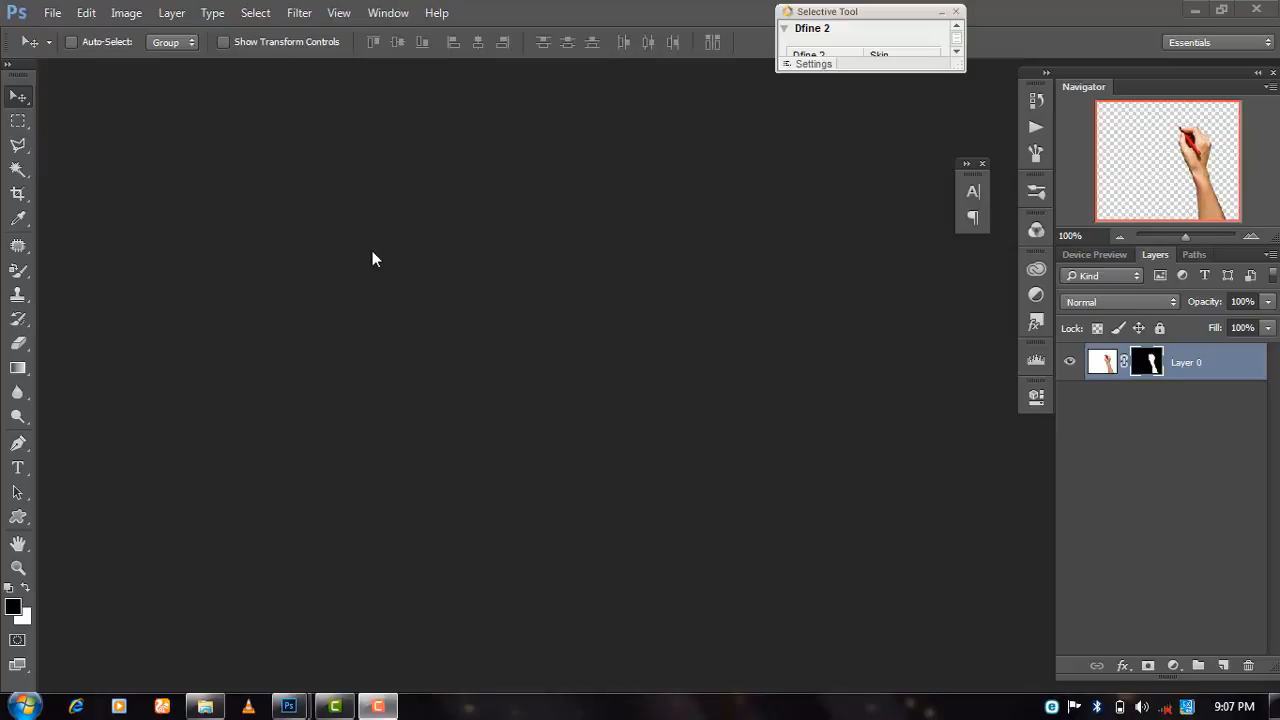 Ps File Edit Image Layer Type Select Filter View Window Help
Selective Tool
Dfine 2
Auto-Select: Group Show Transform Controls
Dfine 2 Skin
Settings
Essentials
Navigator
A|
100%
Device Preview Layers Paths
Kind
Normal Opacity: 100%
Lock: Fill: 100%
Layer 0
9:07 PM